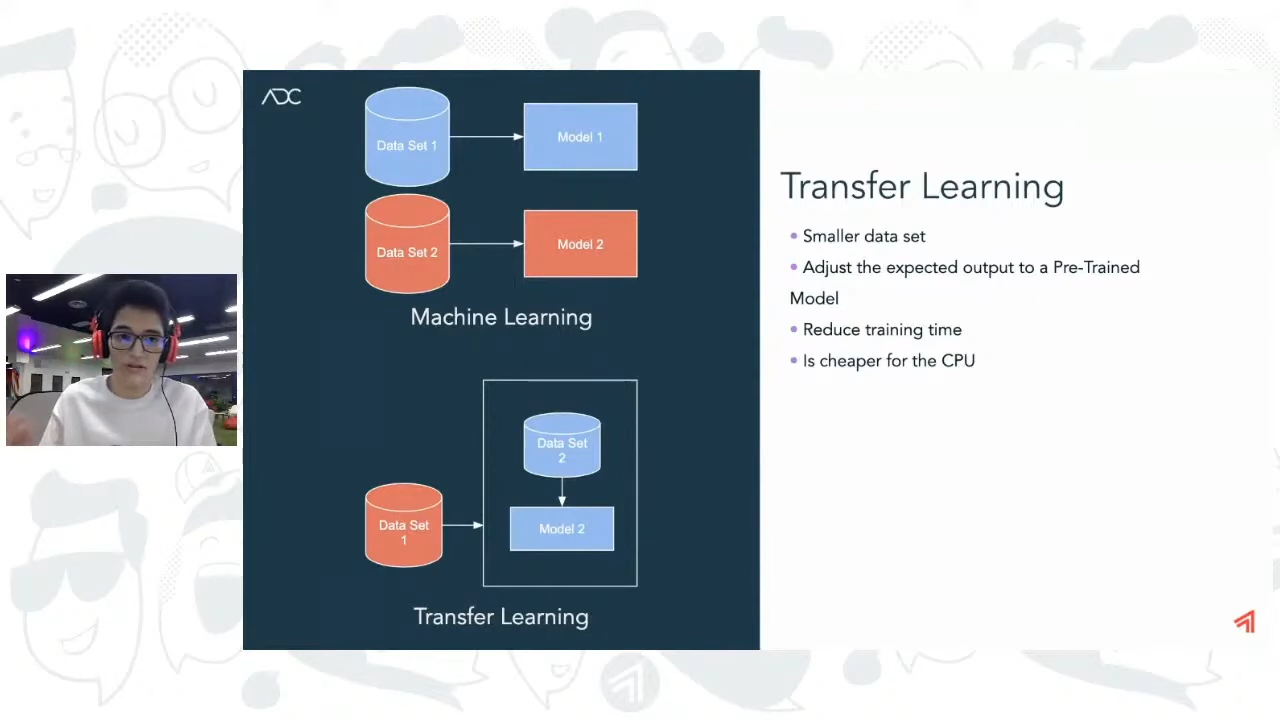 ADC
Data Set 1
Model 1
Data Set 2
Model 2
Machine Learning
Data Set
2
Model 2
Data Set
1
Transfer Learning
Transfer Learning
• Smaller data set
• Adjust the expected output to a Pre-Trained
Model
• Reduce training time
• Is cheaper for the CPU